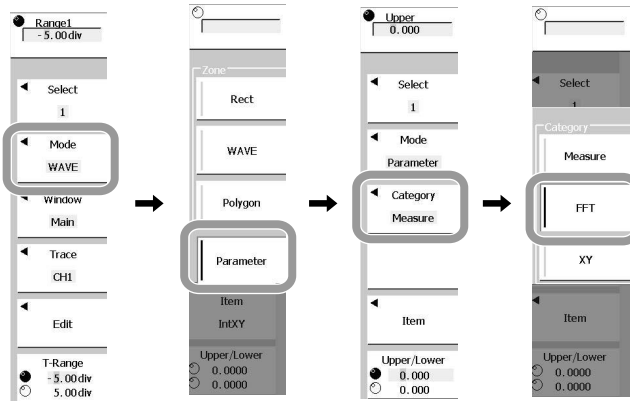 Range1
-5.00div
Select
1
Mode
WAVE
Window
Main
Trace
CH1
Edit
T-Range
-5.00div
5.00div
Zone
Rect
WAVE
Polygon
Parameter
Item
IntXY
Upper/Lower
0.000
0.0000
Upper
0.000
Select
1
Mode
Parameter
Category
Measure
Item
Upper/Lower
0.000
0.000
Select
1
Category
Measure
FFT
XY
Item
Upper/Lower
0.000
0.0000